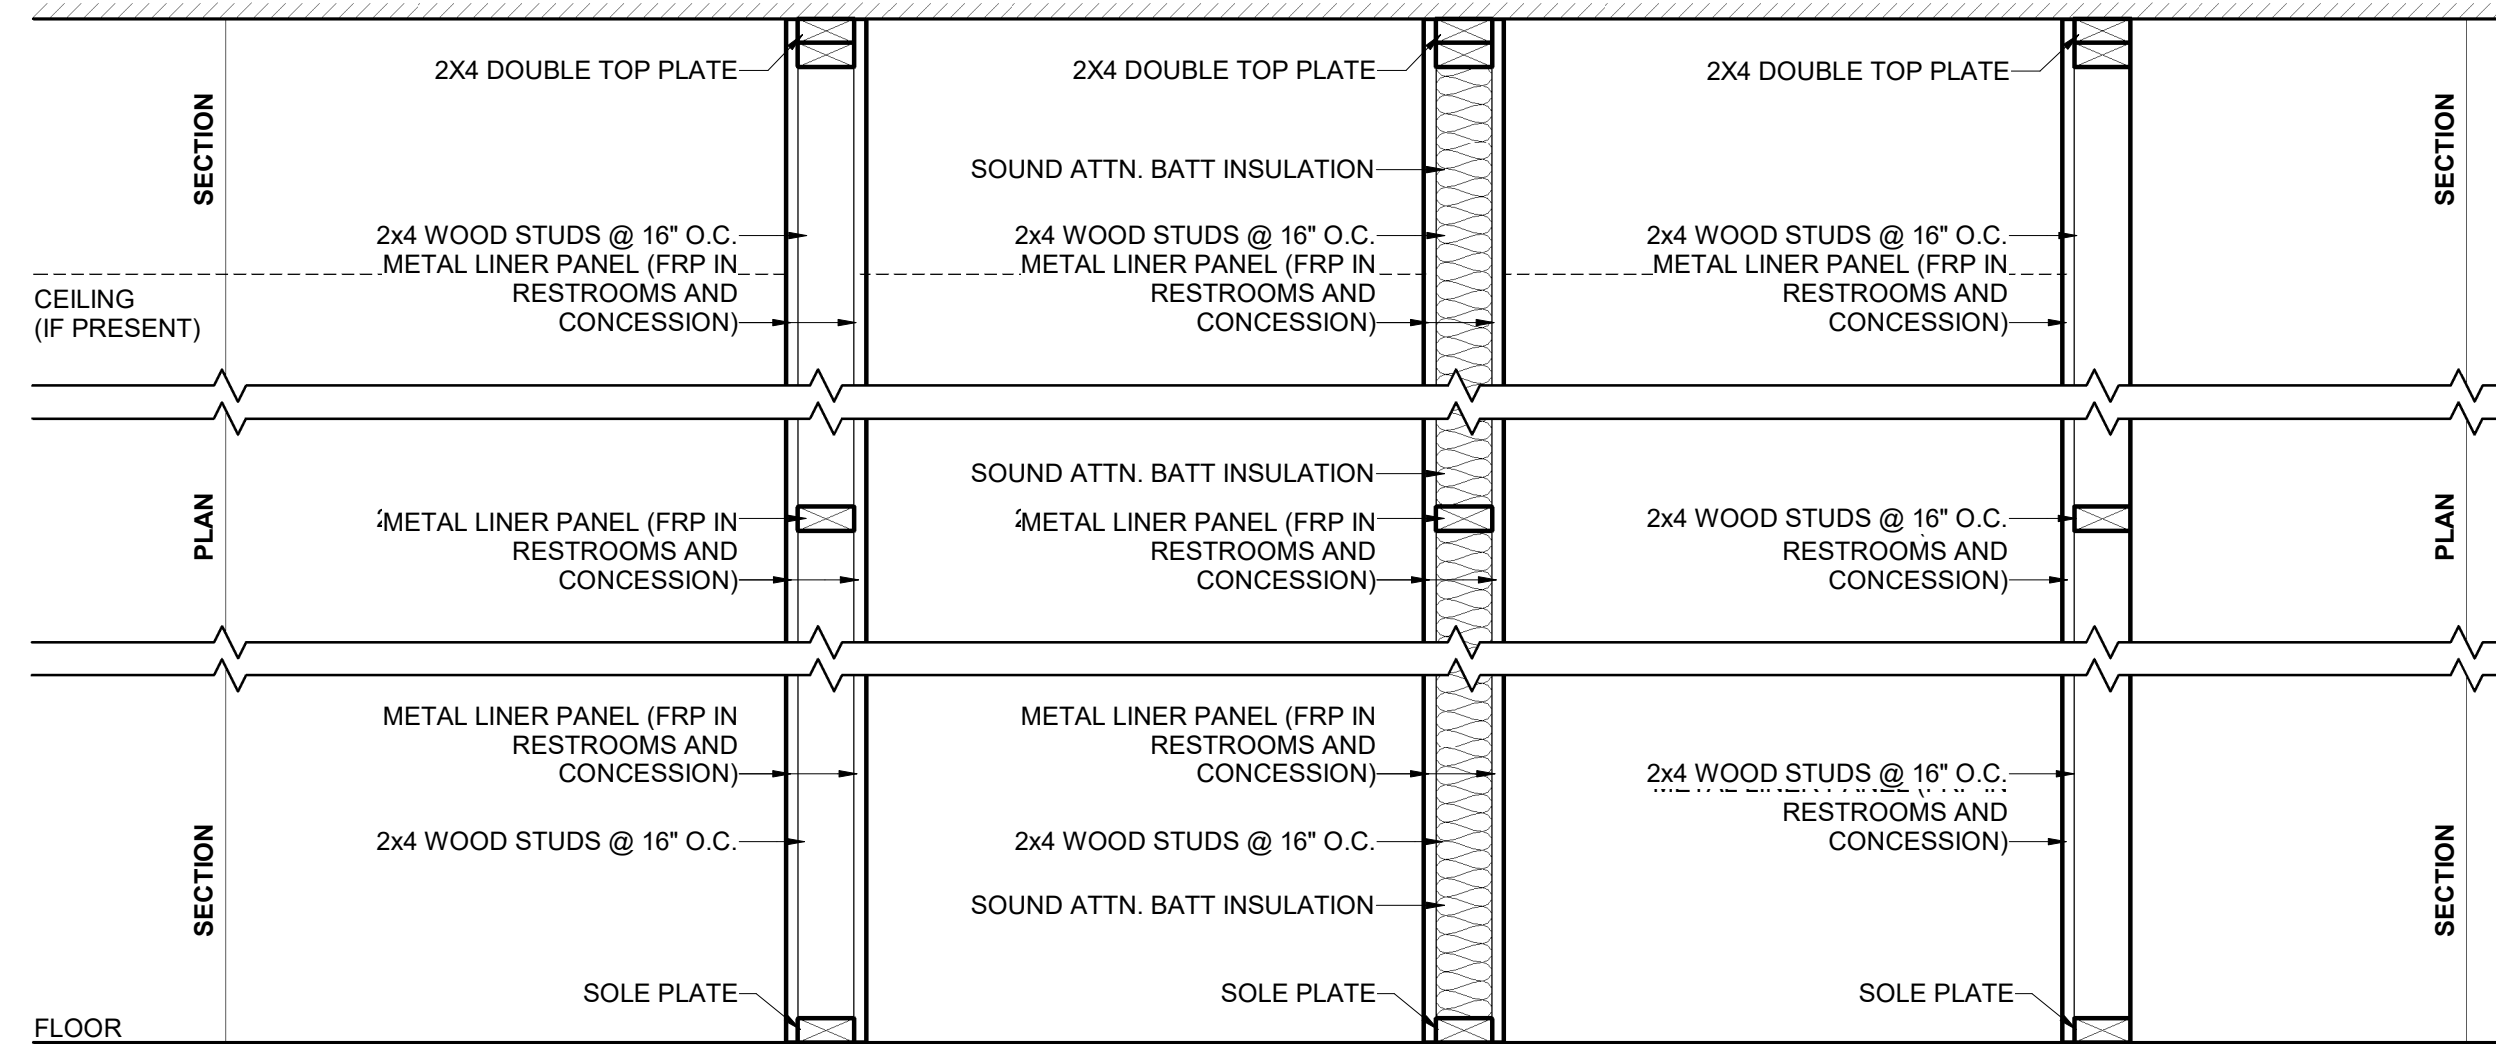 2X4 DOUBLE TOP PLATE
2X4 DOUBLE TOP PLATE
2X4 DOUBLE TOP PLATE
SECTION
SECTION
SOUND ATTN. BATT INSULATION
2x4 WOOD STUDS @ 16" O.C.
METAL LINER PANEL (FRP IN
RESTROOMS AND
CONCESSION)
2x4 WOOD STUDS @ 16" O.C.
METAL LINER PANEL (FRP IN
RESTROOMS AND
CONCESSION)
2x4 WOOD STUDS @ 16" O.C.
METAL LINER PANEL (FRP IN
RESTROOMS AND
CONCESSION)
CEILING
(IF PRESENT)
PLAN
METAL LINER PANEL (FRP IN
RESTROOMS AND
CONCESSION)
SOUND ATTN. BATT INSULATION
METAL LINER PANEL (FRP IN
RESTROOMS AND
CONCESSION)
2x4 WOOD STUDS @ 16" O.C.
RESTROOMS AND
CONCESSION)
PLAN
SECTION
METAL LINER PANEL (FRP IN
RESTROOMS AND
CONCESSION)
2x4 WOOD STUDS @ 16" O.C.
SOLE PLATE
METAL LINER PANEL (FRP IN
RESTROOMS AND
CONCESSION)
2x4 WOOD STUDS @ 16" O.C.
SOUND ATTN. BATT INSULATION
SOLE PLATE
2x4 WOOD STUDS @ 16" O.C.
METAL LINER PANEL (FRP IN
RESTROOMS AND
CONCESSION)
SOLE PLATE
SECTION
FLOOR